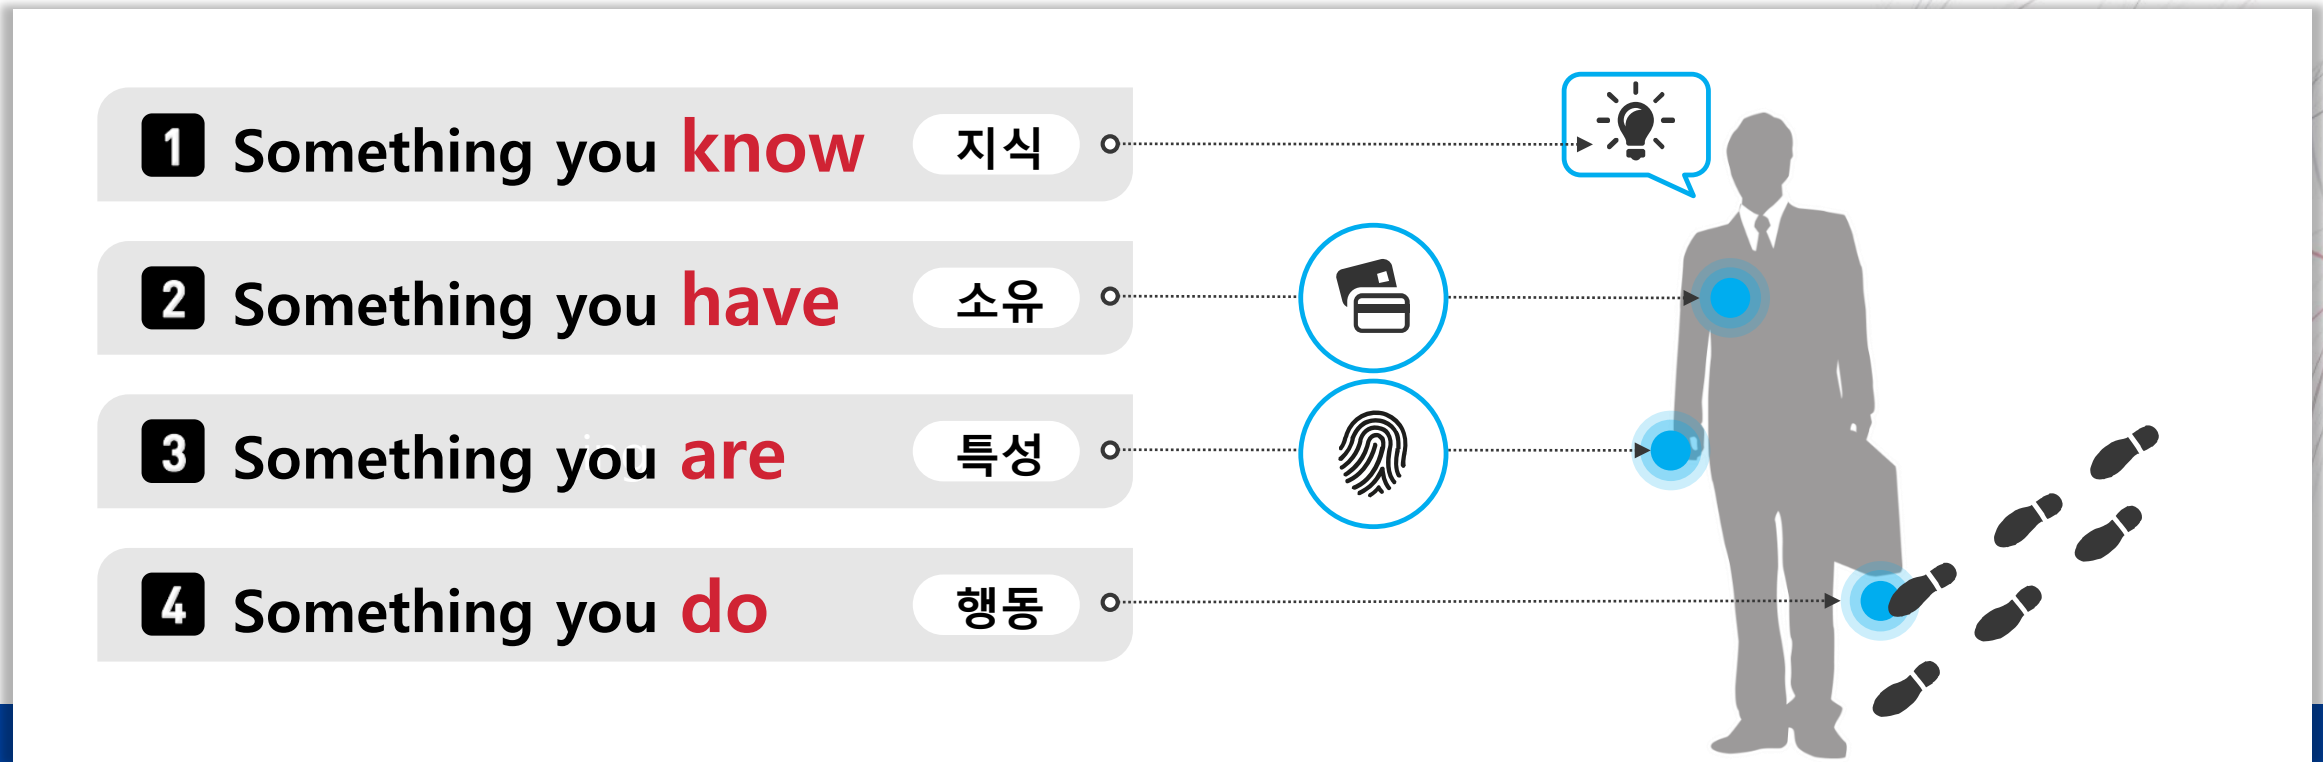 1 Something you know 지식
2 Something you have 소유
3 Something you are 특성
4 Something you do 행동